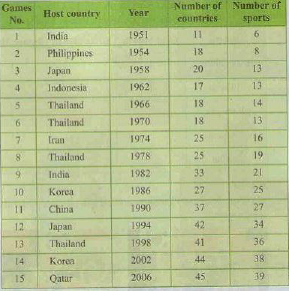 Games No. Host country Year Number of countries Number of sports
1 India 1951 11 6
2 Philippines 1954 18 8
3 Japan 1958 20 13
4 Indonesia 1962 17 13
5 Thailand 1966 18 14
6 Thailand 1970 18 13
7 Iran 1974 25 16
8 Thailand 1978 25 19
9 India 1982 33 21
10 Korea 1986 27 25
11 China 1990 37 27
12 Japan 1994 42 34
13 Thailand 1998 41 36
14 Korea 2002 44 38
15 Qatar 2006 45 39